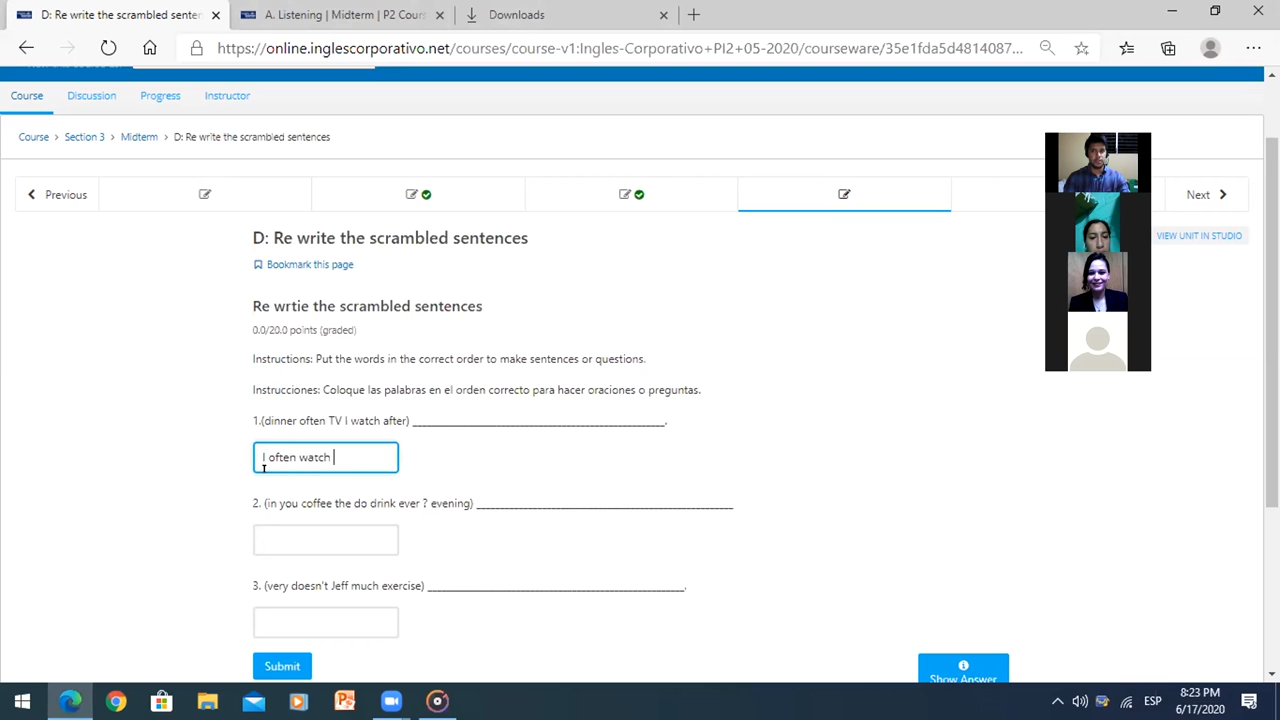 D: Re write the scrambled senten
A. Listening | Midterm | P2 Cours
Downloads
https://online.inglescorporativo.net/courses/course-v1:Ingles-Corporativo+PI2+05-2020/courseware/35e1fda5d4814087...
Course Discussion Progress Instructor
Course > Section 3 > Midterm > D: Re write the scrambled sentences
Previous
Next
D: Re write the scrambled sentences
VIEW UNIT IN STUDIO
Bookmark this page
Re wrtie the scrambled sentences
0.0/20.0 points (graded)
Instructions: Put the words in the correct order to make sentences or questions.
Instrucciones: Coloque las palabras en el orden correcto para hacer oraciones o preguntas.
1.(dinner often TV I watch after) ______________________________________________.
I often watch
2. (in you coffee the do drink ever ? evening) ______________________________________________
3. (very doesn't Jeff much exercise) ______________________________________________.
Submit
Show Answer
ESP
8:23 PM
6/17/2020